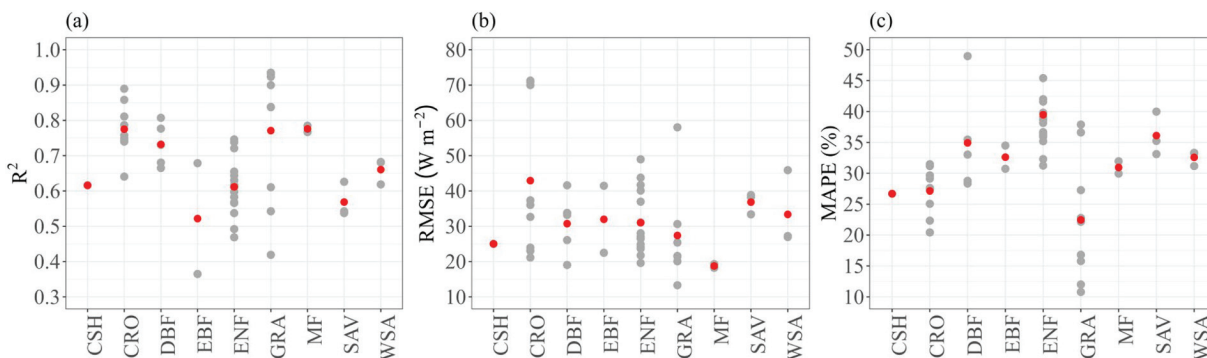 (a)
R²
1.0
0.9
0.8
0.7
0.6
0.5
0.4
0.3
CSH
CRO
DBF
EBF
ENF
GRA
MF
SAV
WSA
(b)
RMSE (W m⁻²)
80
70
60
50
40
30
20
10
CSH
CRO
DBF
EBF
ENF
GRA
MF
SAV
WSA
(c)
MAPE (%)
50
45
40
35
30
25
20
15
10
CSH
CRO
DBF
EBF
ENF
GRA
MF
SAV
WSA